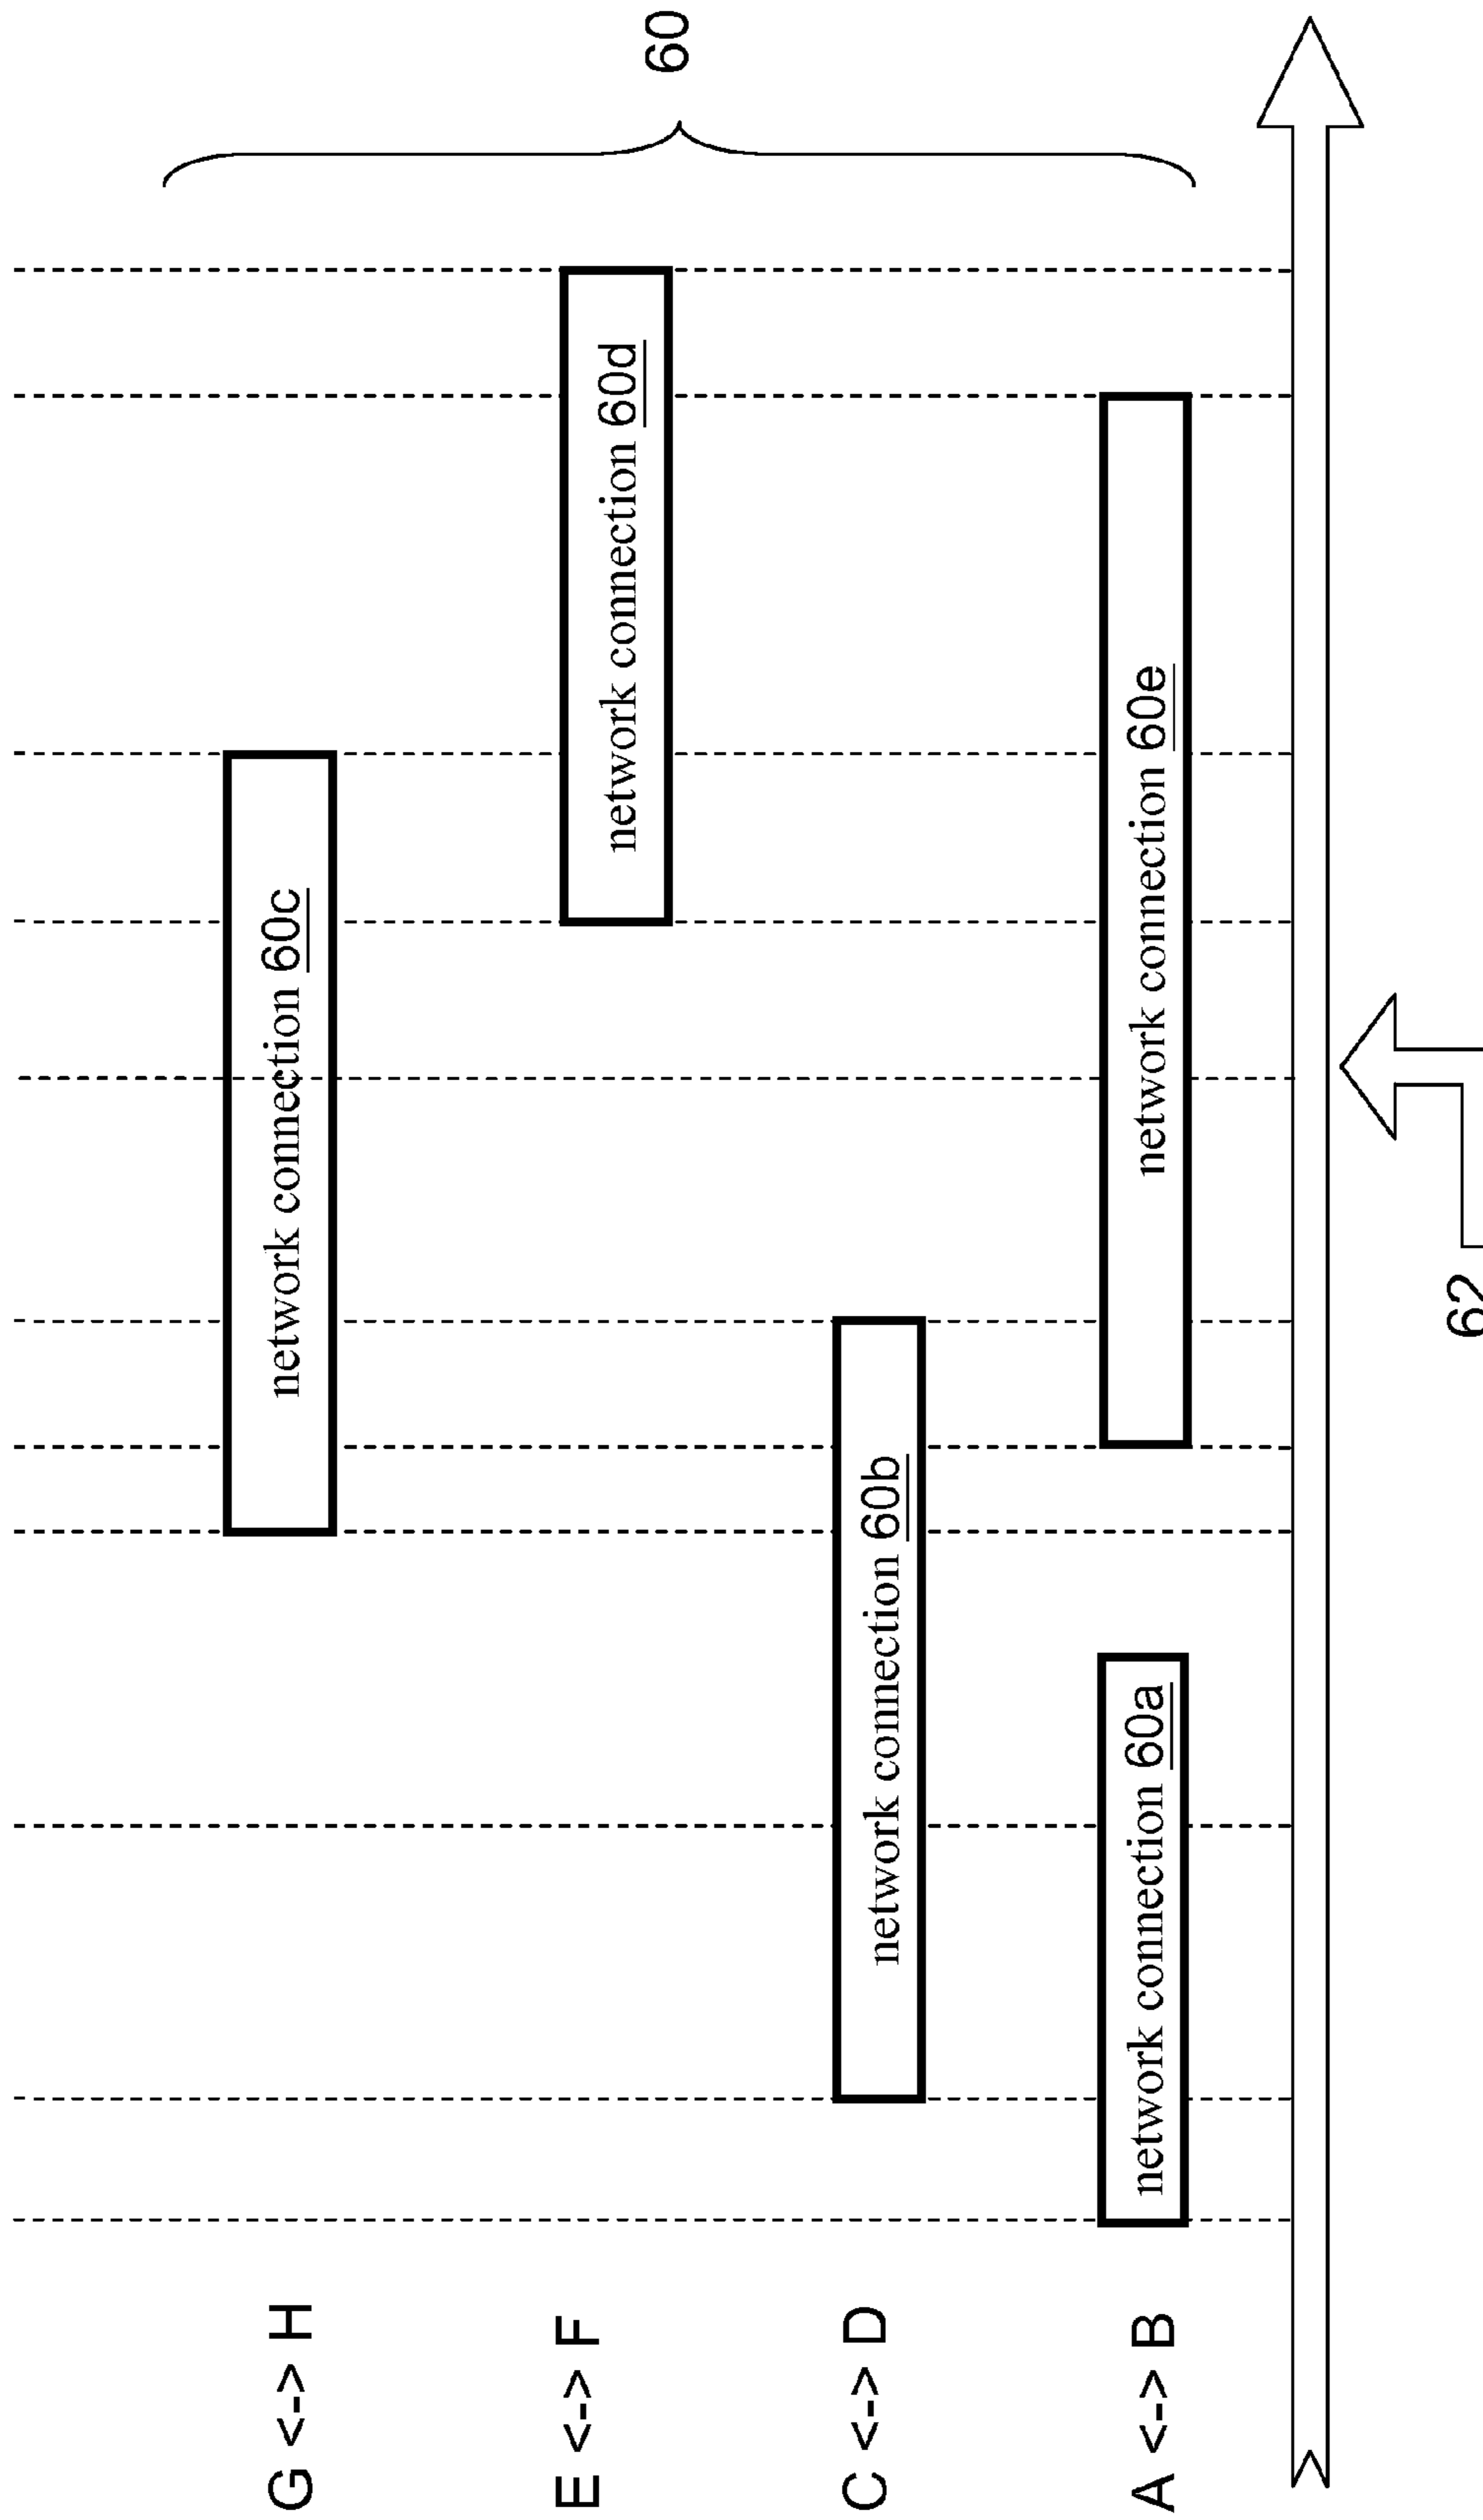 60
G <-> H
network connection 60c
E <-> F
network connection 60d
C <-> D
network connection 60b
A <-> B
network connection 60a
network connection 60e
62